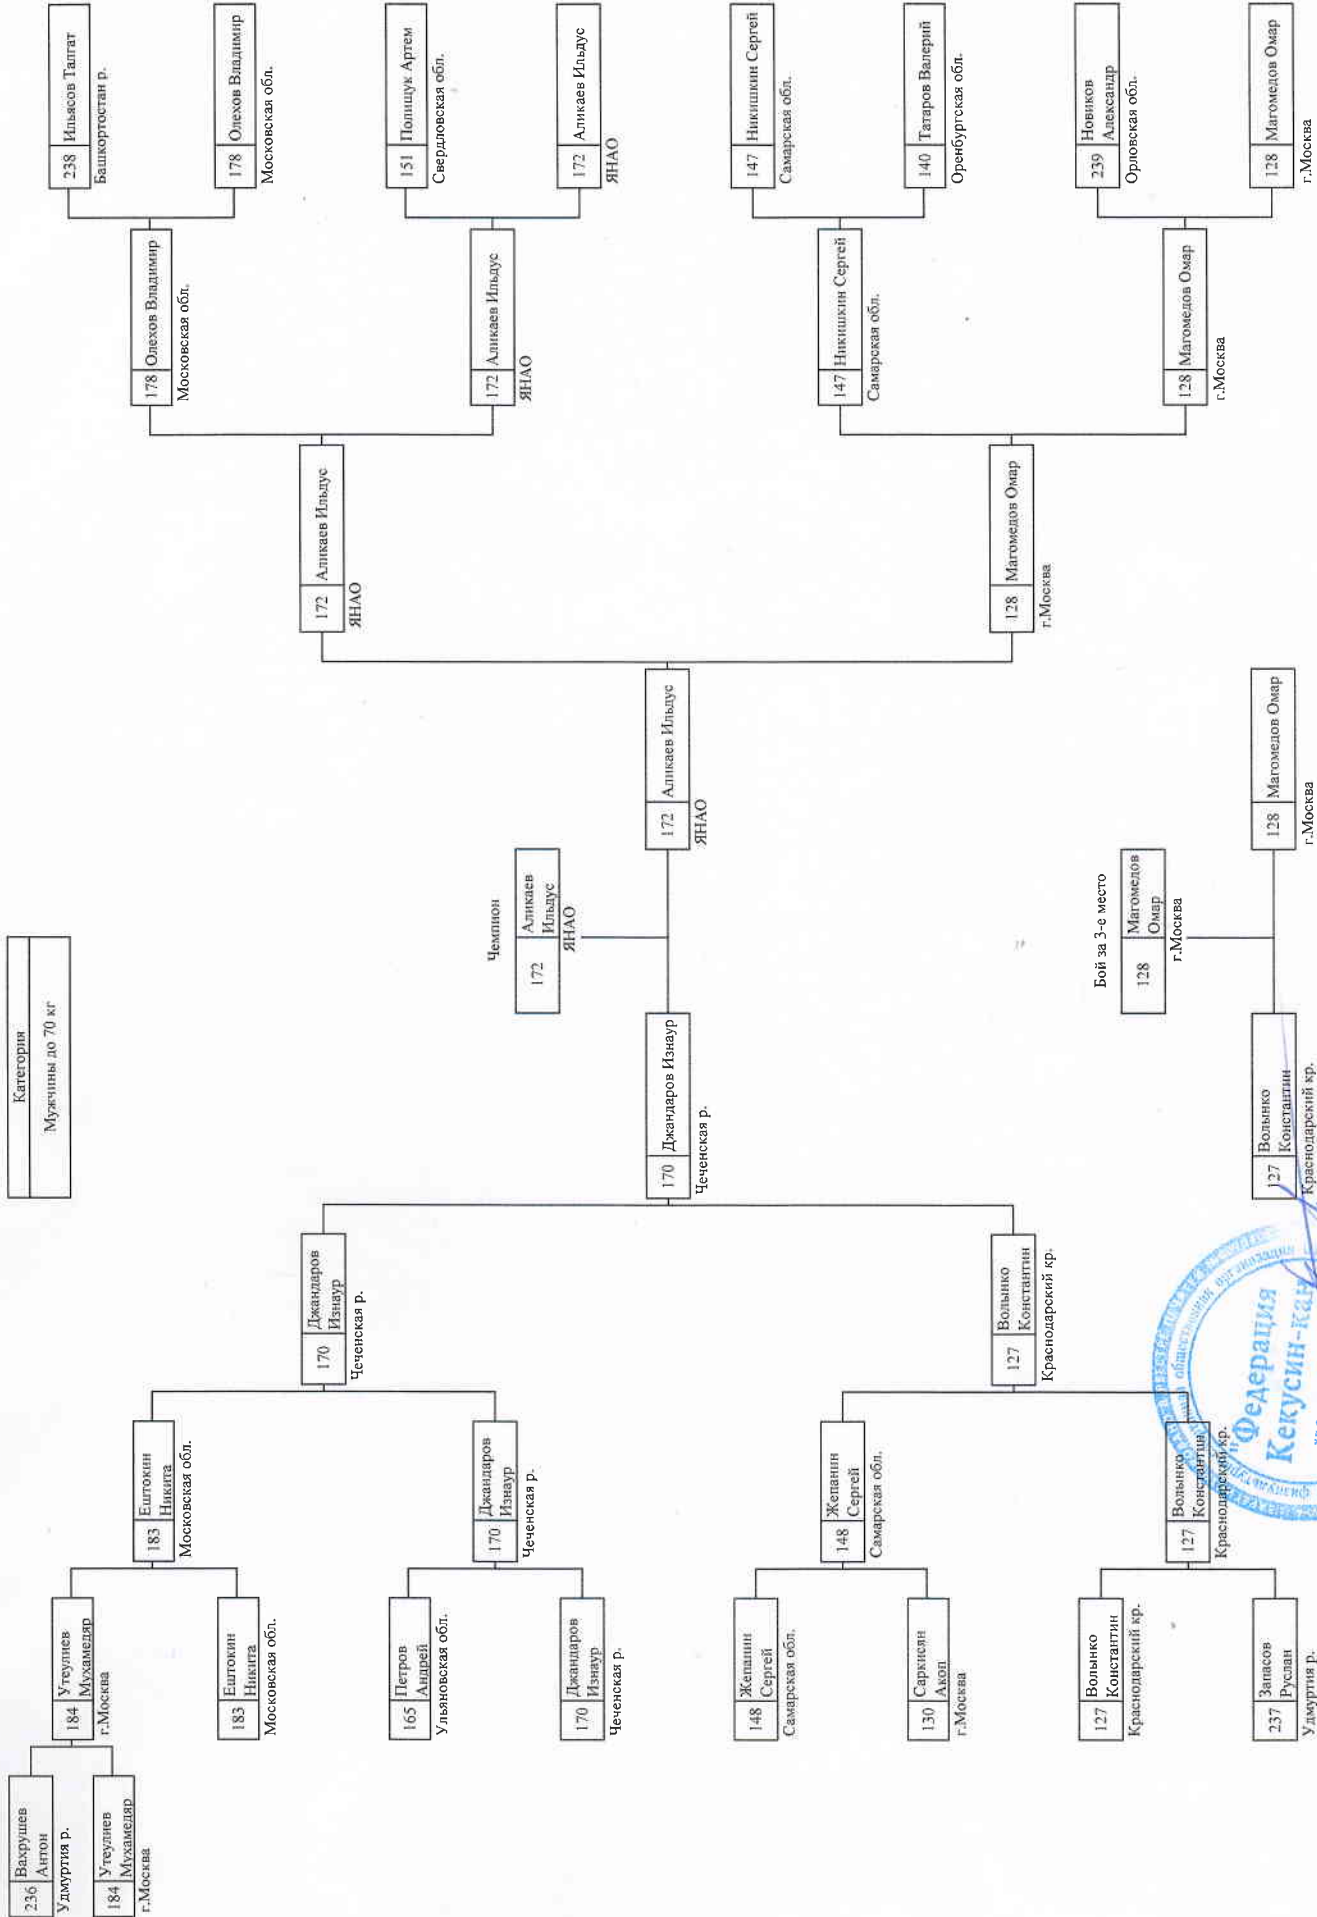 Категория
Мужчины до 70 кг
236 Вахрушев
Антон
Удмуртия р.
184 Утеулиев
Мухамедяр
г.Москва
184 Утеулиев
Мухамедяр
г.Москва
183 Ештокин
Никита
Московская обл.
165 Петров
Андрей
Ульяновская обл.
170 Джандаров
Изнаур
Чеченская р.
148 Жепанин
Сергей
Самарская обл.
130 Саркисян
Акоп
г.Москва
127 Волынко
Константин
Краснодарский кр.
237 Запасов
Руслан
Удмуртия р.
183 Ештокин
Никита
Московская обл.
170 Джандаров
Изнаур
Чеченская р.
148 Жепанин
Сергей
Самарская обл.
127 Волынко
Константин
Краснодарский кр.
170 Джандаров
Изнаур
Чеченская р.
127 Волынко
Константин
Краснодарский кр.
170 Джандаров Изнаур
Чеченская р.
Чемпион
172 Аликаев
Ильдус
ЯНАО
172 Аликаев Ильдус
ЯНАО
Бой за 3-е место
128 Магомедов
Омар
г.Москва
127 Волынко
Константин
Краснодарский кр.
128 Магомедов Омар
г.Москва
172 Аликаев Ильдус
ЯНАО
128 Магомедов Омар
г.Москва
178 Олехов Владимир
Московская обл.
172 Аликаев Ильдус
ЯНАО
147 Никишкин Сергей
Самарская обл.
128 Магомедов Омар
г.Москва
238 Ильясов Талгат
Башкортостан р.
178 Олехов Владимир
Московская обл.
151 Полищук Артем
Свердловская обл.
172 Аликаев Ильдус
ЯНАО
147 Никишкин Сергей
Самарская обл.
140 Татаров Валерий
Оренбургская обл.
239 Новиков
Александр
Орловская обл.
128 Магомедов Омар
г.Москва
"Федерация
Кекусин-кан